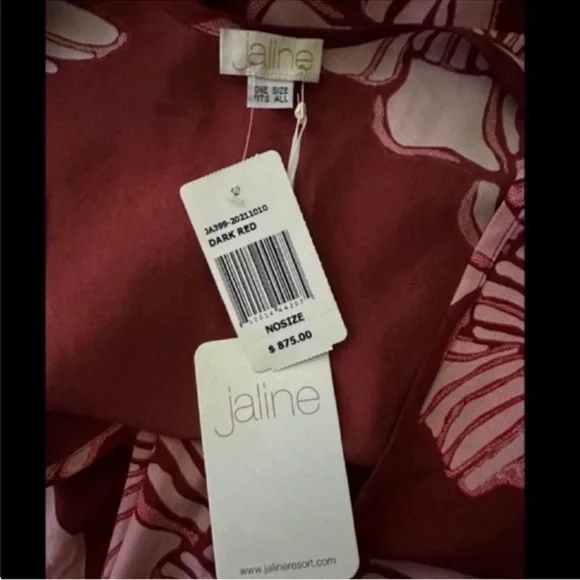 jaline
ONE SIZE
FITS ALL
JA399-20211010
DARK RED
NOSIZE
$ 875.00
jaline
www.jalineresort.com